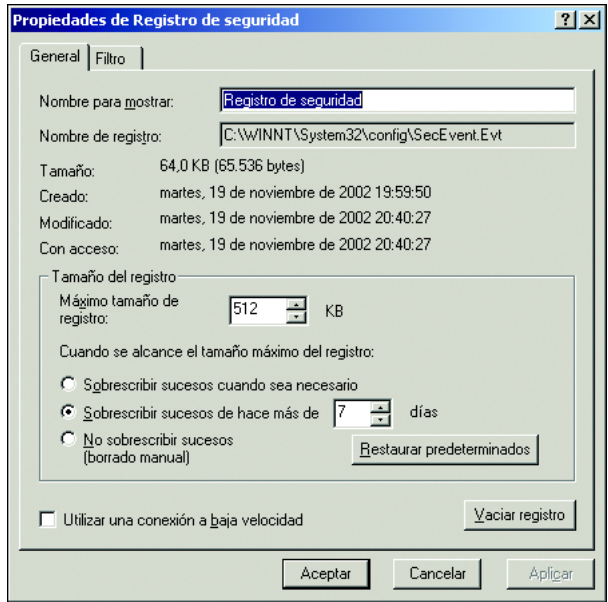 Propiedades de Registro de seguridad
General
Filtro
Nombre para mostrar: Registro de seguridad
Nombre de registro: C:\WINNT\System32\config\SecEvent.Evt
Tamaño: 64,0 KB (65.536 bytes)
Creado: martes, 19 de noviembre de 2002 19:59:50
Modificado: martes, 19 de noviembre de 2002 20:40:27
Con acceso: martes, 19 de noviembre de 2002 20:40:27
Tamaño del registro
Máximo tamaño de
registro: 512 KB
Cuando se alcance el tamaño máximo del registro:
Sobrescribir sucesos cuando sea necesario
Sobrescribir sucesos de hace más de 7 días
No sobrescribir sucesos
(borrado manual)
Restaurar predeterminados
Utilizar una conexión a baja velocidad
Vaciar registro
Aceptar
Cancelar
Aplicar